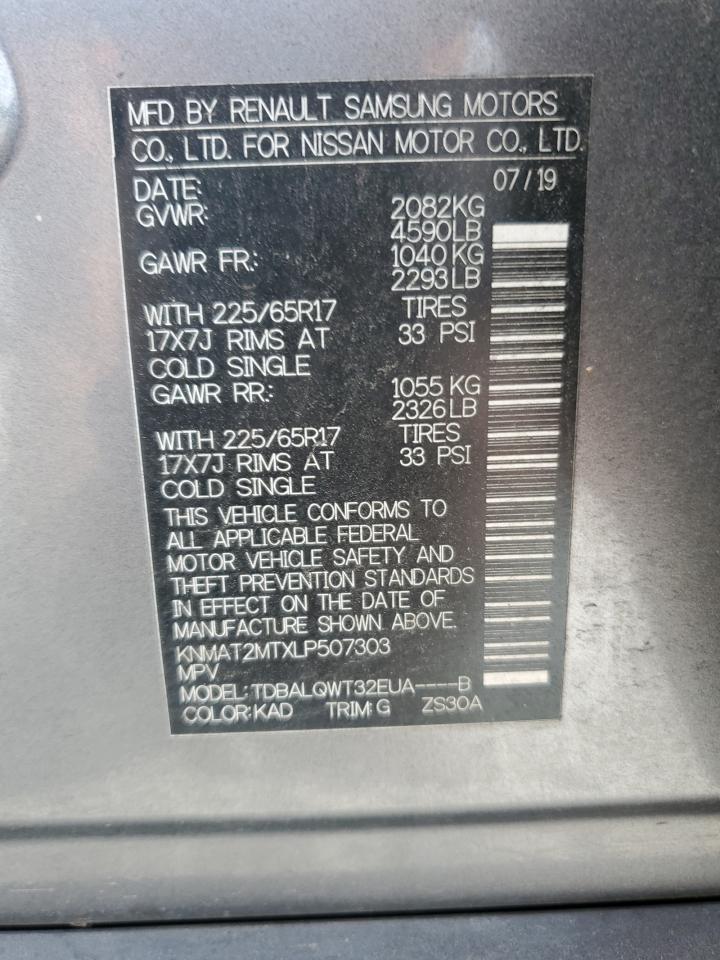 MFD BY RENAULT SAMSUNG MOTORS
CO., LTD. FOR NISSAN MOTOR CO., LTD.
DATE: 07/19
GVWR: 2082KG
4590LB
GAWR FR.: 1040 KG
2293 LB
WITH 225/65R17 TIRES
17X7J RIMS AT 33 PSI
COLD SINGLE
GAWR RR.: 1055 KG
2326 LB
WITH 225/65R17 TIRES
17X7J RIMS AT 33 PSI
COLD SINGLE
THIS VEHICLE CONFORMS TO
ALL APPLICABLE FEDERAL
MOTOR VEHICLE SAFETY AND
THEFT PREVENTION STANDARDS
IN EFFECT ON THE DATE OF
MANUFACTURE SHOWN ABOVE.
KNMAT2MTXLP507303
MPV
MODEL: TDBALQWT32EUA----B
COLOR: KAD TRIM: G ZS30A